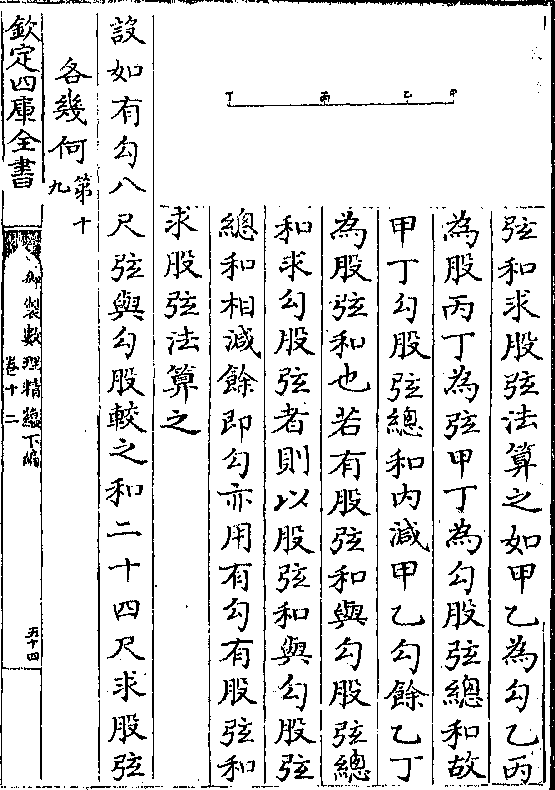 丁　丙　乙　甲
弦和求股弦法算之如甲乙為勾乙丙
為股丙丁為弦甲丁為勾股弦總和故
甲丁勾股弦總和内減甲乙勾餘乙丁
為股弦和也若有股弦和與勾股弦總
和求勾股弦者則以股弦和與勾股弦
總和相減餘即勾亦用有勾有股弦和
求股弦法算之
設如有勾八尺弦與勾股較之和二十四尺求股弦
各幾何第十九
欽定四庫全書
御製數理精蘊下編
卷十二
五十四